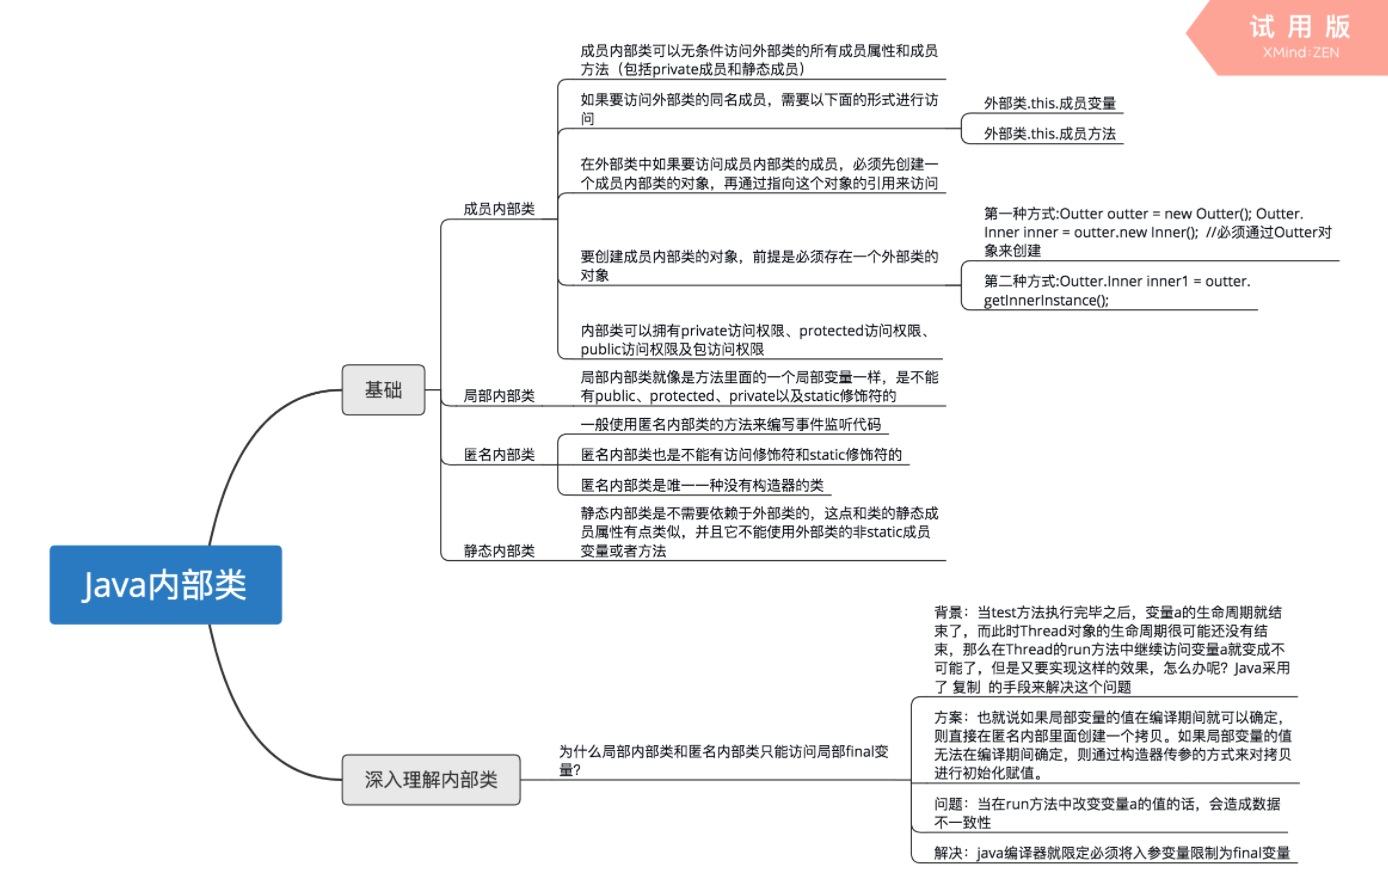 试用版
XMind:ZEN
Java内部类
基础
成员内部类
成员内部类可以无条件访问外部类的所有成员属性和成员
方法（包括private成员和静态成员）
如果要访问外部类的同名成员，需要以下面的形式进行访
问
外部类.this.成员变量
外部类.this.成员方法
在外部类中如果要访问成员内部类的成员，必须先创建一
个成员内部类的对象，再通过指向这个对象的引用来访问
要创建成员内部类的对象，前提是必须存在一个外部类的
对象
第一种方式:Outter outter = new Outter(); Outter.
Inner inner = outter.new Inner();  //必须通过Outter对
象来创建
第二种方式:Outter.Inner inner1 = outter.
getInnerInstance();
内部类可以拥有private访问权限、protected访问权限、
public访问权限及包访问权限
局部内部类
局部内部类就像是方法里面的一个局部变量一样，是不能
有public、protected、private以及static修饰符的
匿名内部类
一般使用匿名内部类的方法来编写事件监听代码
匿名内部类也是不能有访问修饰符和static修饰符的
匿名内部类是唯一一种没有构造器的类
静态内部类
静态内部类是不需要依赖于外部类的，这点和类的静态成
员属性有点类似，并且它不能使用外部类的非static成员
变量或者方法
深入理解内部类
为什么局部内部类和匿名内部类只能访问局部final变
量？
背景：当test方法执行完毕之后，变量a的生命周期就结
束了，而此时Thread对象的生命周期很可能还没有结
束，那么在Thread的run方法中继续访问变量a就变成不
可能了，但是又要实现这样的效果，怎么办呢？Java采用
了 复制  的手段来解决这个问题
方案：也就说如果局部变量的值在编译期间就可以确定，
则直接在匿名内部里面创建一个拷贝。如果局部变量的值
无法在编译期间确定，则通过构造器传参的方式来对拷贝
进行初始化赋值。
问题：当在run方法中改变变量a的值的话，会造成数据
不一致性
解决：java编译器就限定必须将入参变量限制为final变量